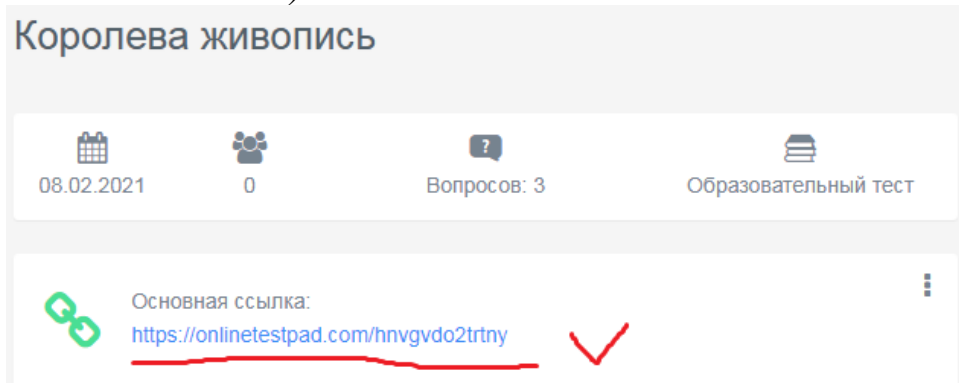 Королева живопись
08.02.2021
0
Вопросов: 3
Образовательный тест
Основная ссылка:
https://onlinetestpad.com/hnvgvdo2trtny